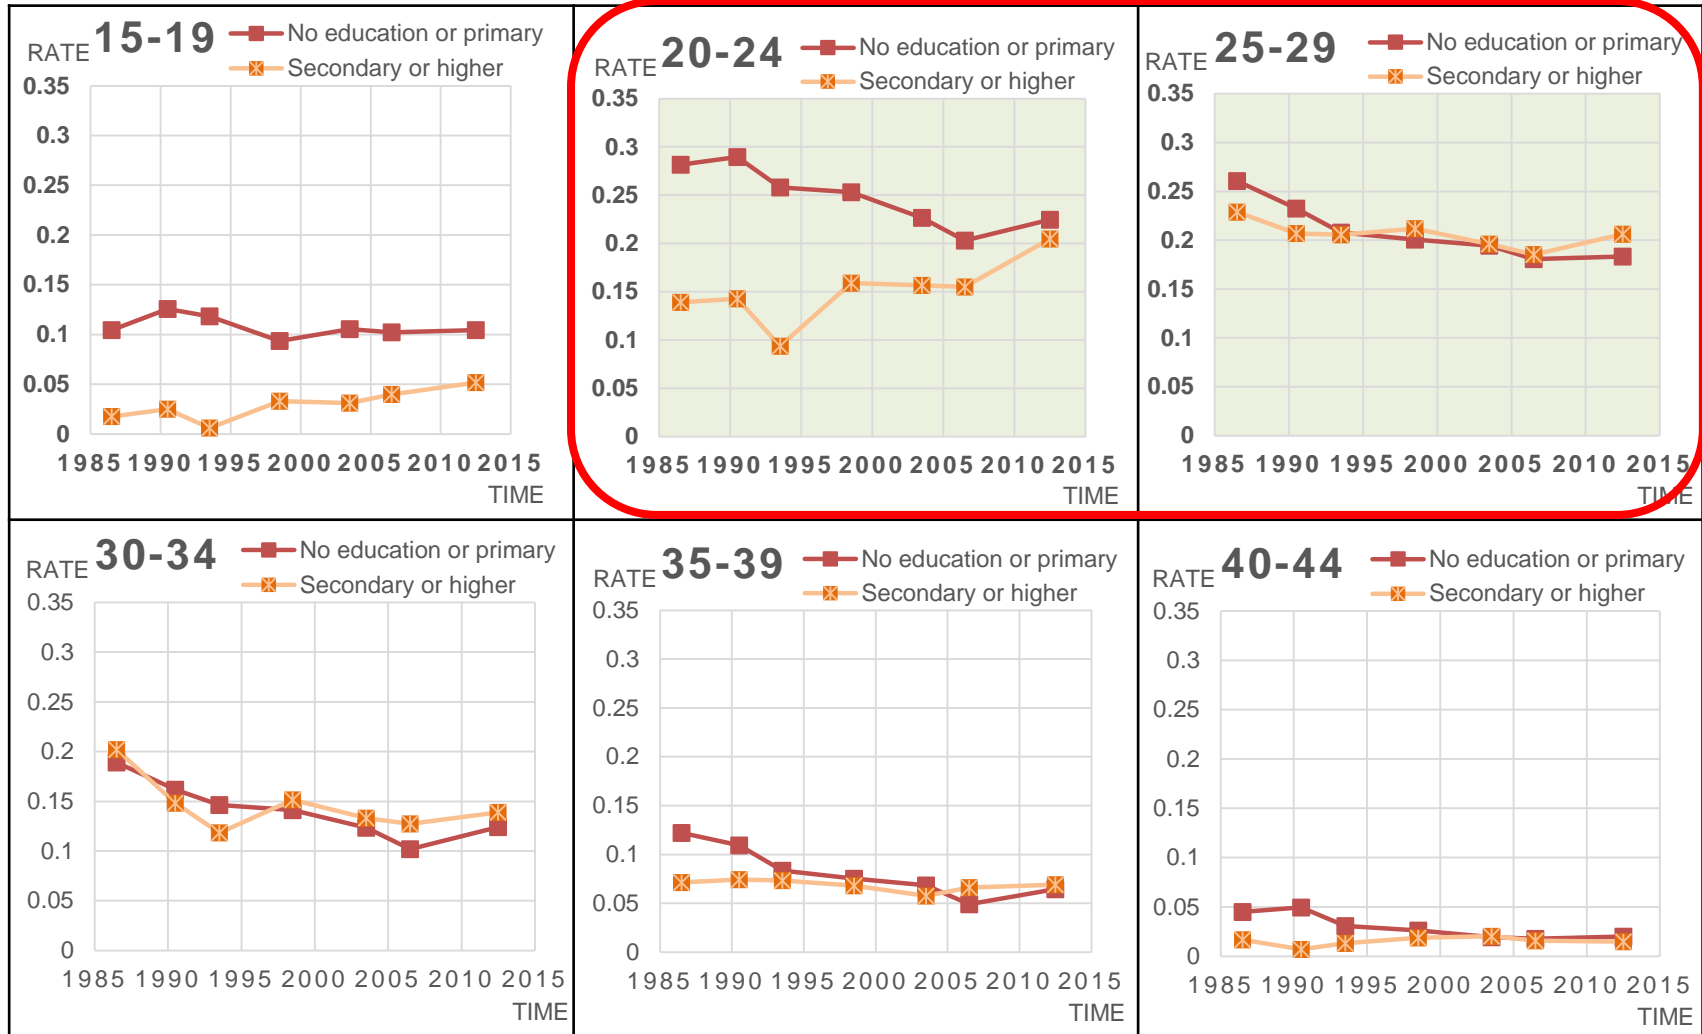 RATE 15-19
No education or primary
Secondary or higher
0.35
0.3
0.25
0.2
0.15
0.1
0.05
0
1985 1990 1995 2000 2005 2010 2015
TIME
RATE 20-24
No education or primary
Secondary or higher
0.35
0.3
0.25
0.2
0.15
0.1
0.05
0
1985 1990 1995 2000 2005 2010 2015
TIME
RATE 25-29
No education or primary
Secondary or higher
0.35
0.3
0.25
0.2
0.15
0.1
0.05
0
1985 1990 1995 2000 2005 2010 2015
TIME
RATE 30-34
No education or primary
Secondary or higher
0.35
0.3
0.25
0.2
0.15
0.1
0.05
0
1985 1990 1995 2000 2005 2010 2015
TIME
RATE 35-39
No education or primary
Secondary or higher
0.35
0.3
0.25
0.2
0.15
0.1
0.05
0
1985 1990 1995 2000 2005 2010 2015
TIME
RATE 40-44
No education or primary
Secondary or higher
0.35
0.3
0.25
0.2
0.15
0.1
0.05
0
1985 1990 1995 2000 2005 2010 2015
TIME